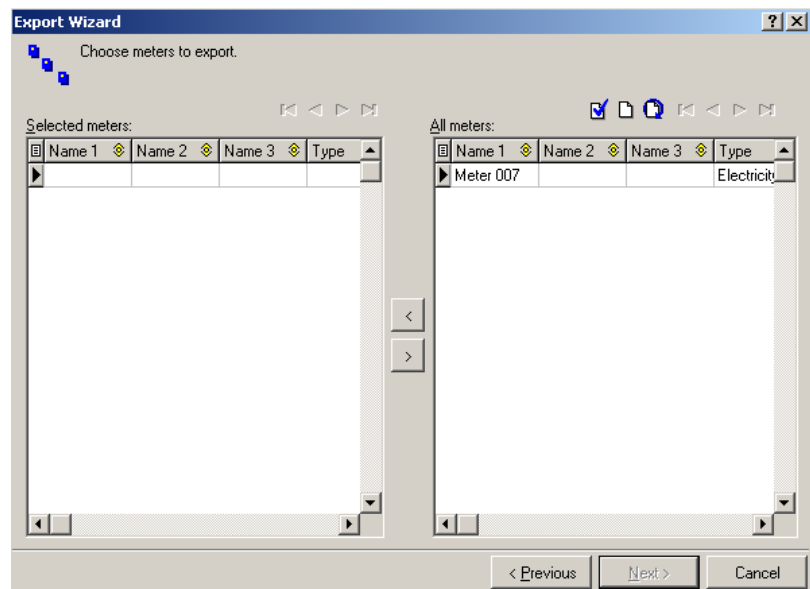 Export Wizard
Choose meters to export.
Selected meters:
Name 1 Name 2 Name 3 Type
All meters:
Name 1 Name 2 Name 3 Type
Meter 007 Electricity
<
>
< Previous Next > Cancel